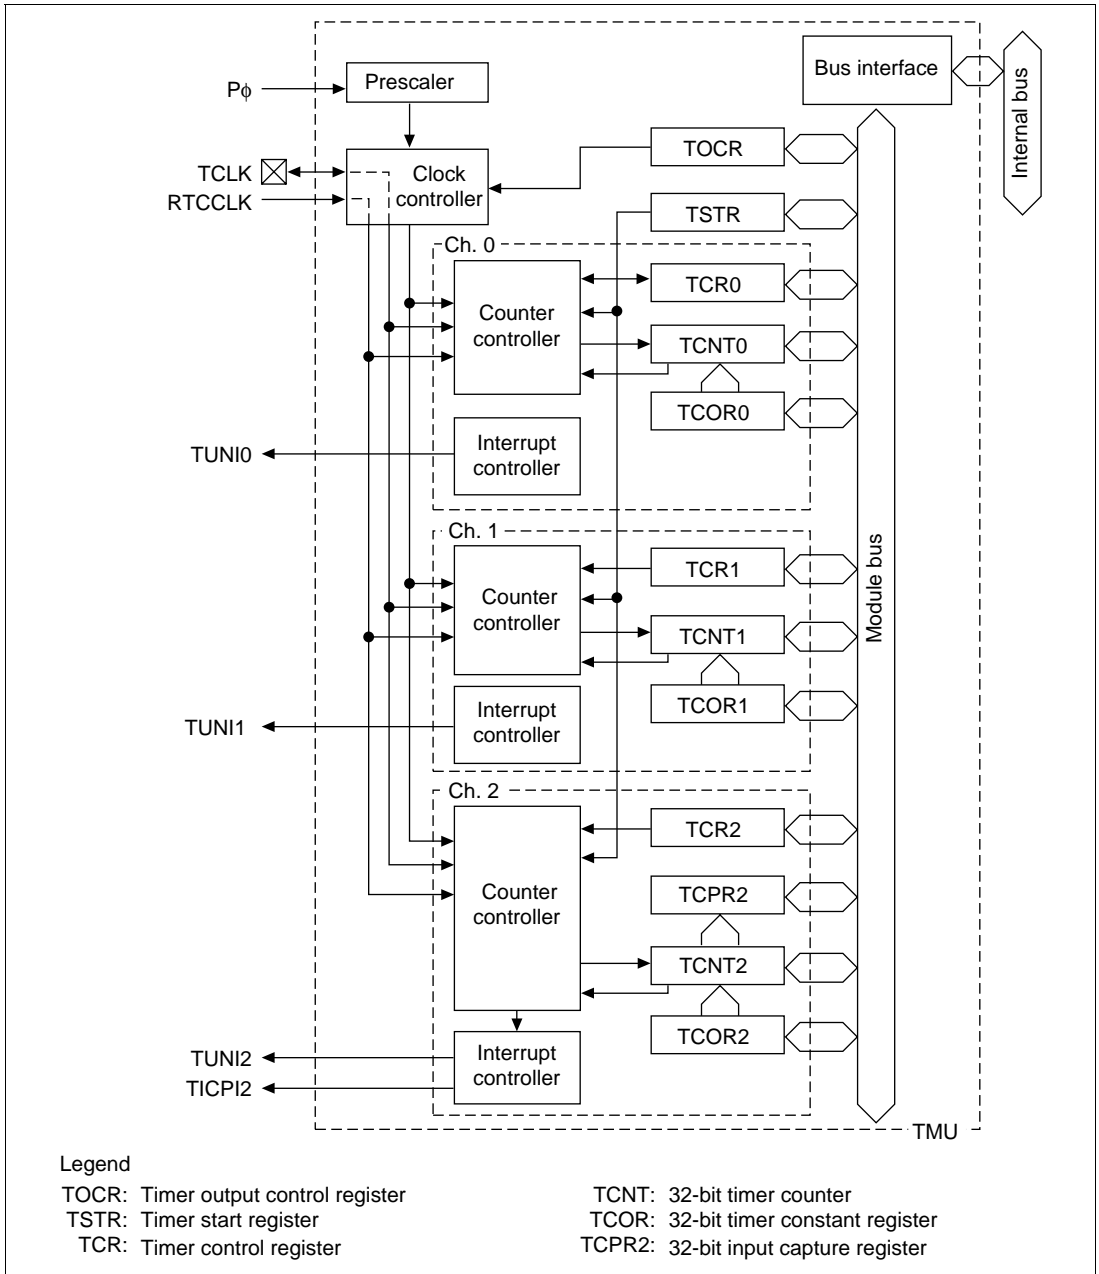 Bus interface
Internal bus
Prescaler
Pϕ
TCLK
RTCCLK
Clock
controller
TOCR
TSTR
Module bus
Ch. 0
Counter
controller
TCR0
TCNT0
TCOR0
Interrupt
controller
TUNI0
Ch. 1
Counter
controller
TCR1
TCNT1
TCOR1
Interrupt
controller
TUNI1
Ch. 2
Counter
controller
TCR2
TCPR2
TCNT2
TCOR2
Interrupt
controller
TUNI2
TICPI2
TMU
Legend
TOCR: Timer output control register
TSTR: Timer start register
TCR: Timer control register
TCNT: 32-bit timer counter
TCOR: 32-bit timer constant register
TCPR2: 32-bit input capture register